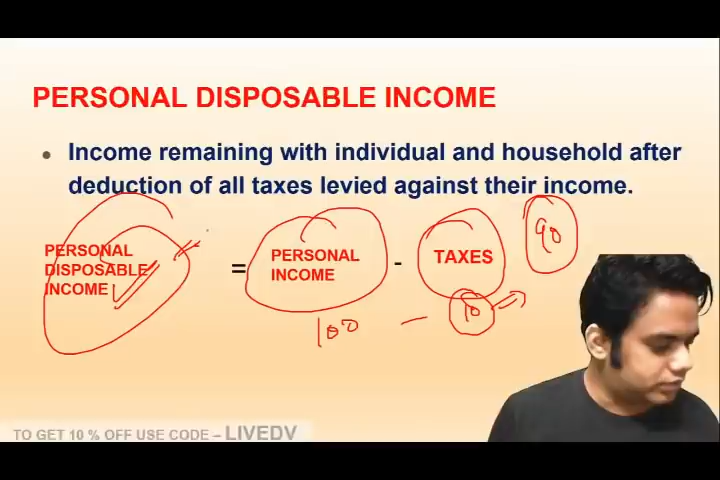 PERSONAL DISPOSABLE INCOME
• Income remaining with individual and household after
deduction of all taxes levied against their income.
PERSONAL
DISPOSABLE
INCOME
=
PERSONAL
INCOME
-
TAXES
90
100 - 10
TO GET 10 % OFF USE CODE – LIVEDV